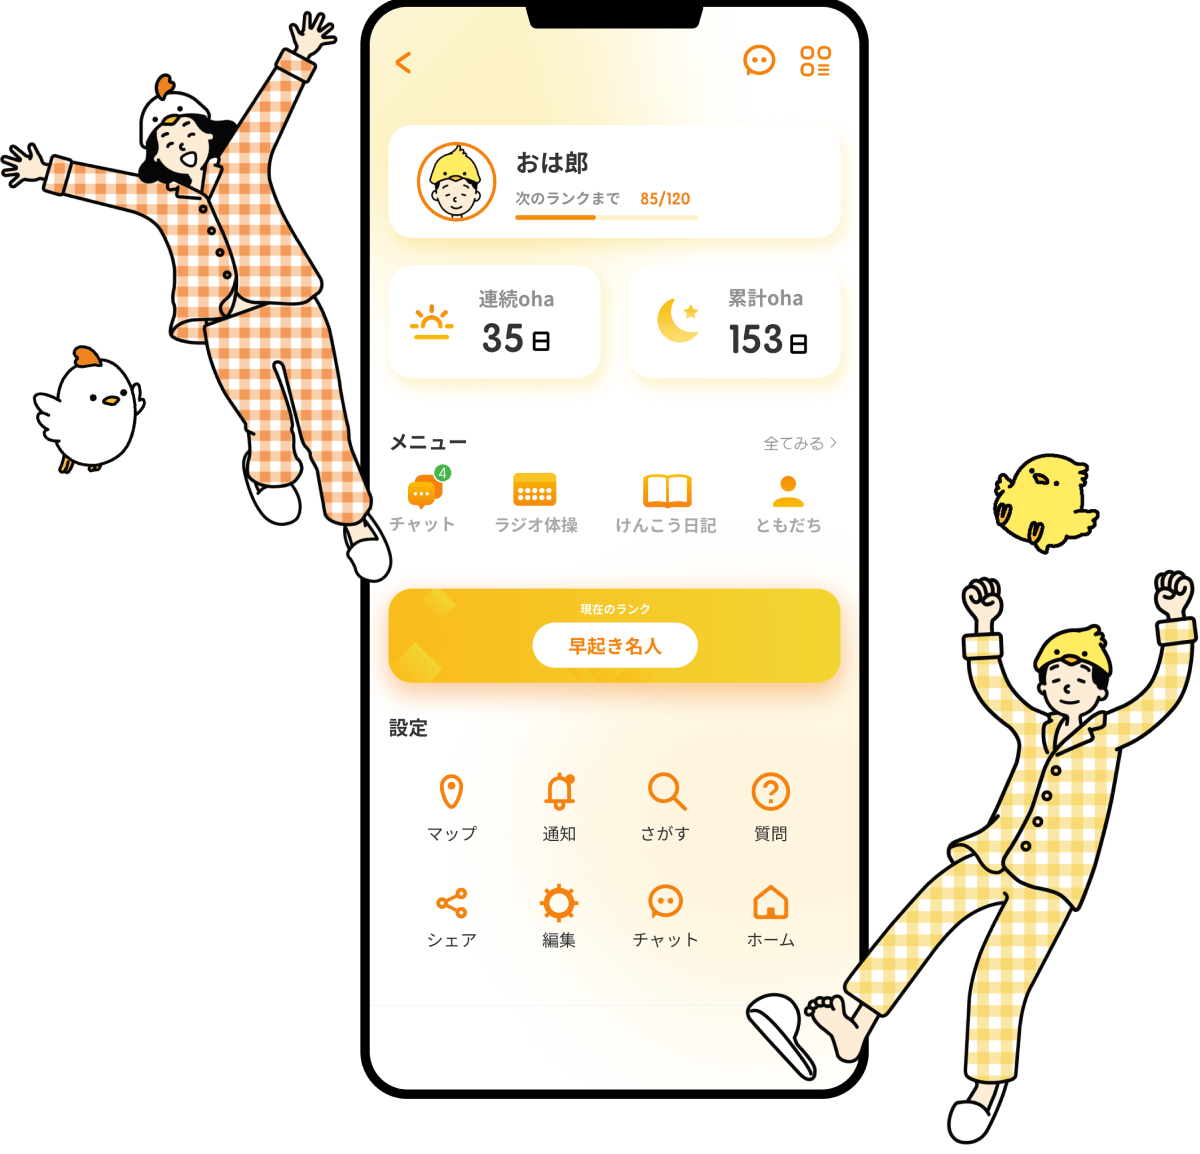 おは郎
次のランクまで 85/120
連続oha
35日
累計oha
153日
メニュー
全てみる
4
チャット
ラジオ体操
けんこう日記
ともだち
現在のランク
早起き名人
設定
マップ
通知
さがす
質問
シェア
編集
チャット
ホーム